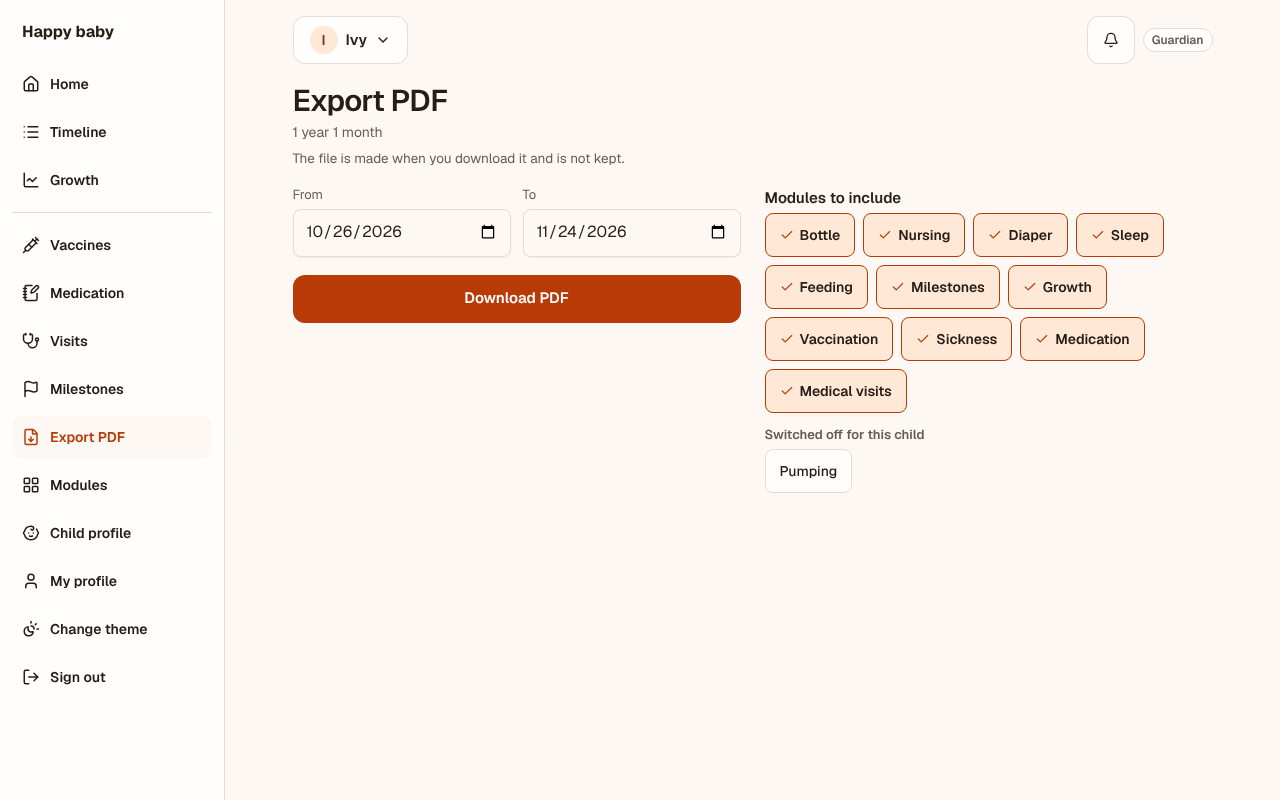 Happy baby
Home
Timeline
Growth
Vaccines
Medication
Visits
Milestones
Export PDF
Modules
Child profile
My profile
Change theme
Sign out
I Ivy
Guardian
Export PDF
1 year 1 month
The file is made when you download it and is not kept.
From To
10/26/2026 11/24/2026
Download PDF
Modules to include
Bottle Nursing Diaper Sleep
Feeding Milestones Growth
Vaccination Sickness Medication
Medical visits
Switched off for this child
Pumping